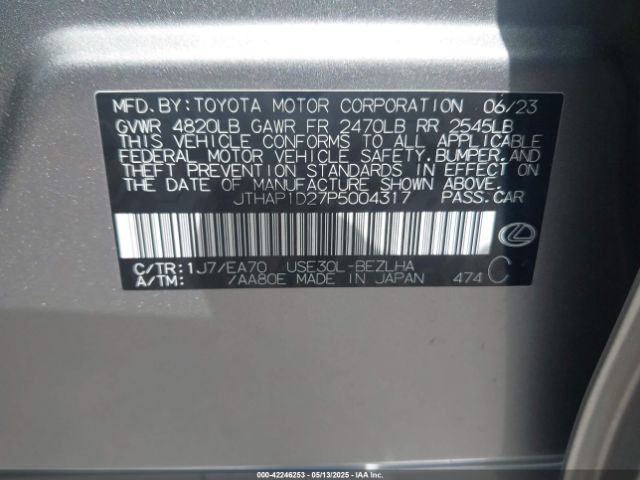 MFD.BY:TOYOTA MOTOR CORPORATION 06/23
GVWR 4820LB GAWR FR 2470LB RR 2545LB
THIS VEHICLE CONFORMS TO ALL APPLICABLE
FEDERAL MOTOR VEHICLE SAFETY,BUMPER,AND
THEFT PREVENTION STANDARDS IN EFFECT ON
THE DATE OF MANUFACTURE SHOWN ABOVE.
JTHAP1D27P5004317 PASS.CAR
C/TR:1J7/EA70 USE30L-BEZLHA
A/TM: /AA80E MADE IN JAPAN 474 C
© IAA 42246253 - 05/13/2025 - IAA Inc.